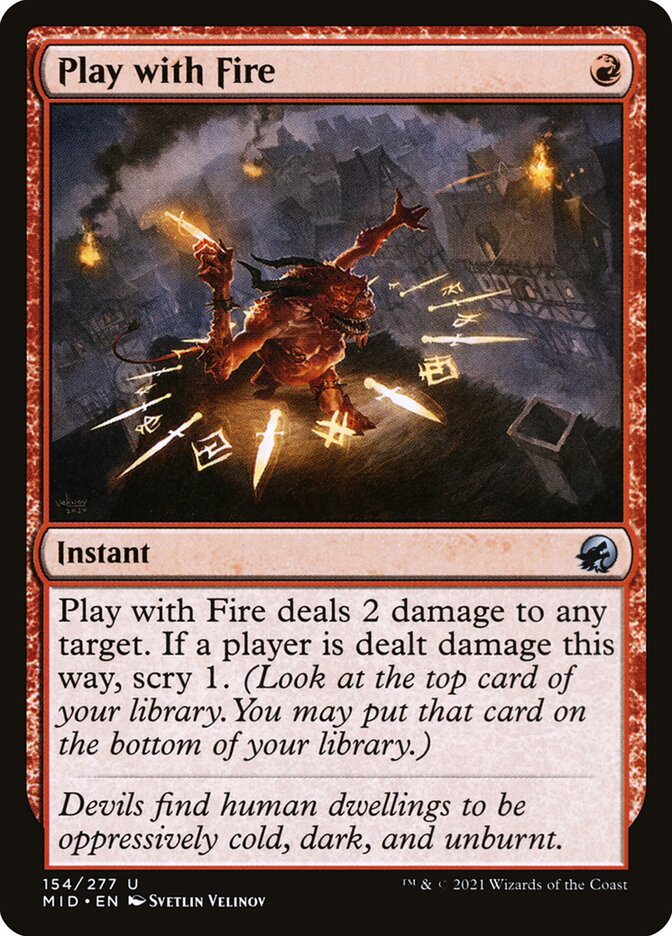 Play with Fire
velinov
2020
Instant
Play with Fire deals 2 damage to any
target. If a player is dealt damage this
way, scry 1. (Look at the top card of
your library. You may put that card on
the bottom of your library.)
Devils find human dwellings to be
oppressively cold, dark, and unburnt.
154/277 U
MID • EN Svetlin Velinov
™ & © 2021 Wizards of the Coast